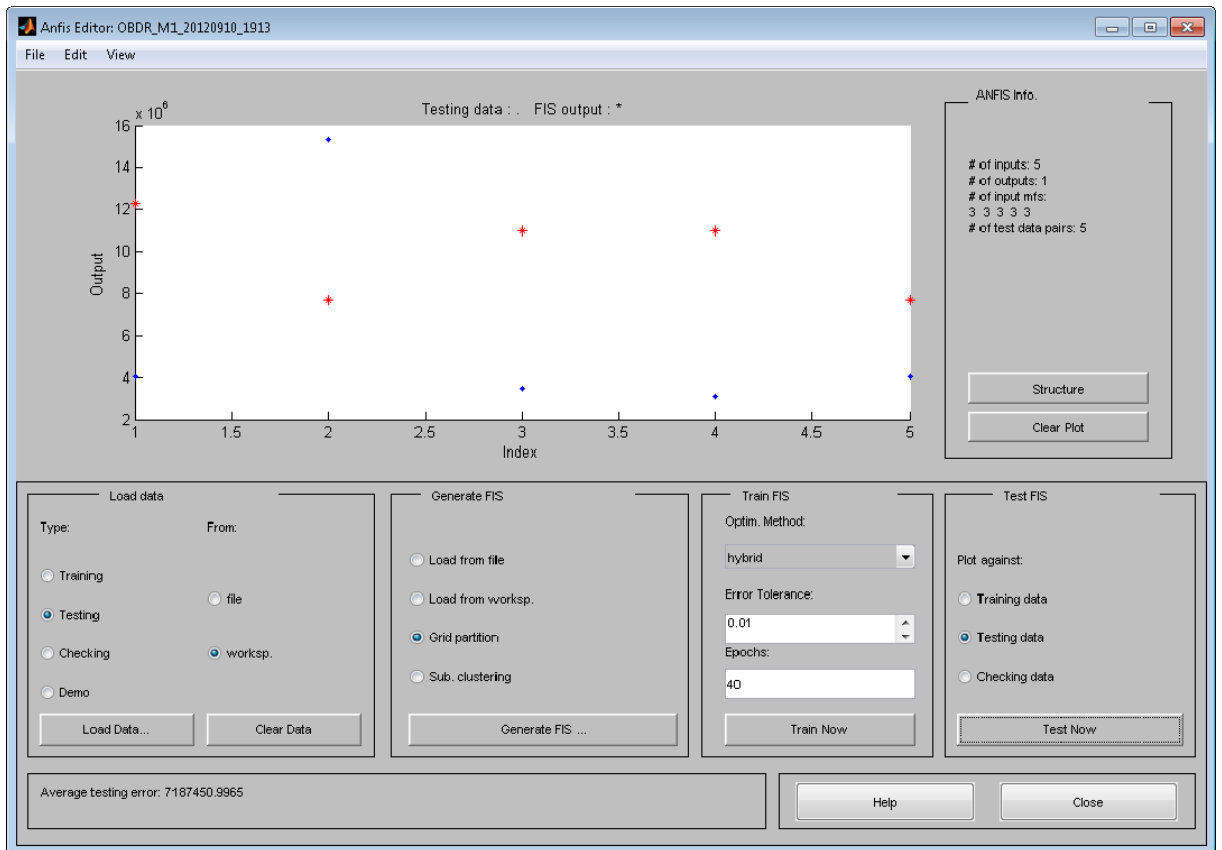 Anfis Editor: OBDR_M1_20120910_1913
File Edit View
x 10^6
Testing data : . FIS output : *
16
14
12
10
8
6
4
2
Output
1 1.5 2 2.5 3 3.5 4 4.5 5
Index
ANFIS Info.
# of inputs: 5
# of outputs: 1
# of input mfs:
3 3 3 3 3
# of test data pairs: 5
Structure
Clear Plot
Load data
Type: From:
Training
file
Testing
Checking
worksp.
Demo
Load Data... Clear Data
Generate FIS
Load from file
Load from worksp.
Grid partition
Sub. clustering
Generate FIS ...
Train FIS
Optim. Method:
hybrid
Error Tolerance:
0.01
Epochs:
40
Train Now
Test FIS
Plot against:
Training data
Testing data
Checking data
Test Now
Average testing error: 7187450.9965
Help Close